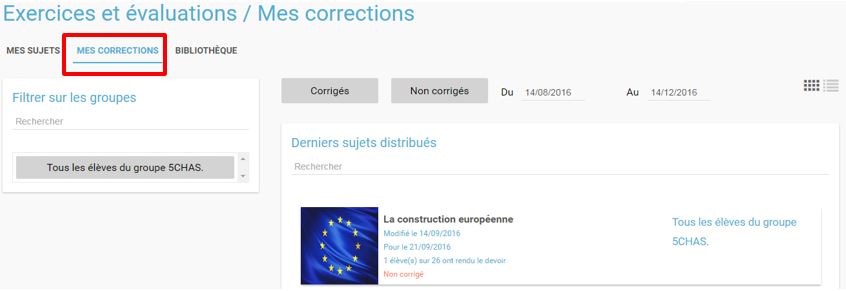 Exercices et évaluations / Mes corrections
MES SUJETS MES CORRECTIONS BIBLIOTHÈQUE
Filtrer sur les groupes
Rechercher
Tous les élèves du groupe 5CHAS.
Corrigés Non corrigés Du 14/08/2016 Au 14/12/2016
Derniers sujets distribués
Rechercher
La construction européenne
Modifié le 14/09/2016
Pour le 21/09/2016
1 élève(s) sur 26 ont rendu le devoir
Non corrigé
Tous les élèves du groupe
5CHAS.